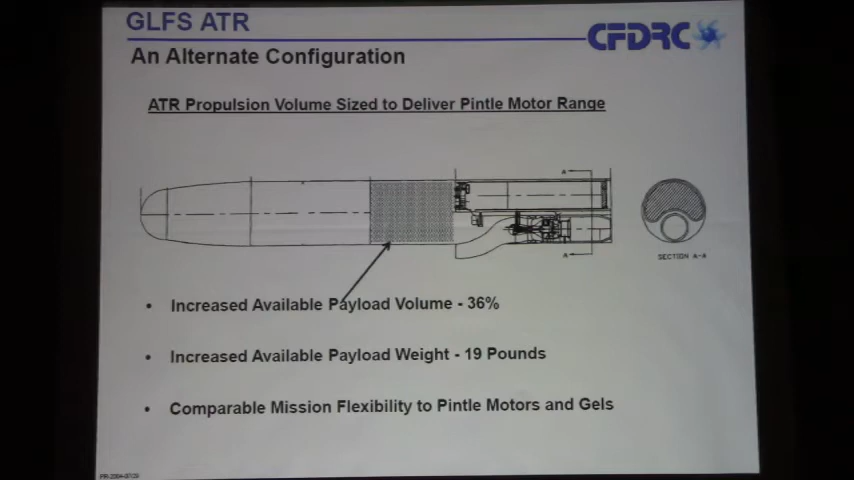 GLFS ATR
CFDRC
An Alternate Configuration
ATR Propulsion Volume Sized to Deliver Pintle Motor Range
A
A
SECTION A-A
• Increased Available Payload Volume - 36%
• Increased Available Payload Weight - 19 Pounds
• Comparable Mission Flexibility to Pintle Motors and Gels